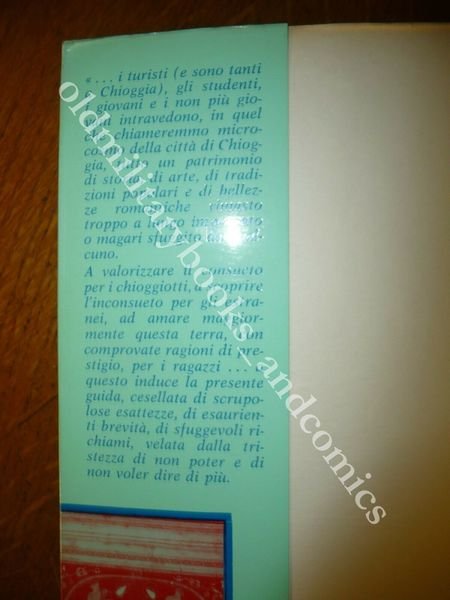 «... i turisti (e sono tanti
a Chioggia), gli studenti,
i giovani e i non più gio-
vani intravedono, in quel
che chiameremmo micro-
cosmo della città di Chiog-
gia, tutto un patrimonio
di storia, di arte, di tradi-
zioni popolari e di bellez-
ze romantiche rimasto
troppo a lungo
o magari sfuggito
cuno.
A valorizzare il consueto
per i chioggiotti, a scoprire
l'inconsueto per gli estra-
nei, ad amare maggior-
mente questa terra, con
comprovate ragioni di pre-
stigio, per i ragazzi ... a
questo induce la presente
guida, cesellata di scrupo-
lose esattezze, di esaurien-
ti brevità, di sfuggevoli ri-
chiami, velata dalla tri-
stezza di non poter e di
non voler dire di più.
oldmilitarybooks_andcomics